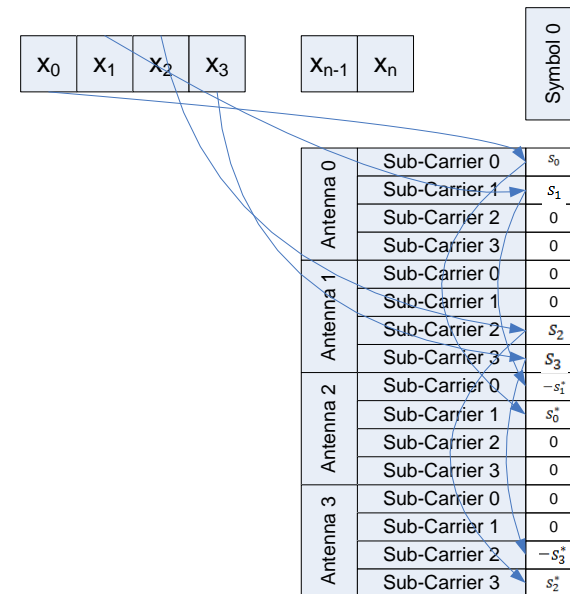 x₀ x₁ x₂ x₃ xₙ₋₁ xₙ
Symbol 0
Antenna 0
Sub-Carrier 0 s₀
Sub-Carrier 1 s₁
Sub-Carrier 2 0
Sub-Carrier 3 0
Antenna 1
Sub-Carrier 0 0
Sub-Carrier 1 0
Sub-Carrier 2 s₂
Sub-Carrier 3 s₃
Antenna 2
Sub-Carrier 0 −s₁*
Sub-Carrier 1 s₀*
Sub-Carrier 2 0
Sub-Carrier 3 0
Antenna 3
Sub-Carrier 0 0
Sub-Carrier 1 0
Sub-Carrier 2 −s₃*
Sub-Carrier 3 s₂*